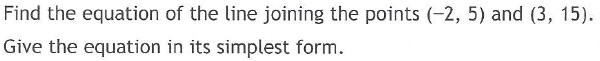 Find the equation of the line joining the points (−2, 5) and (3, 15).
Give the equation in its simplest form.